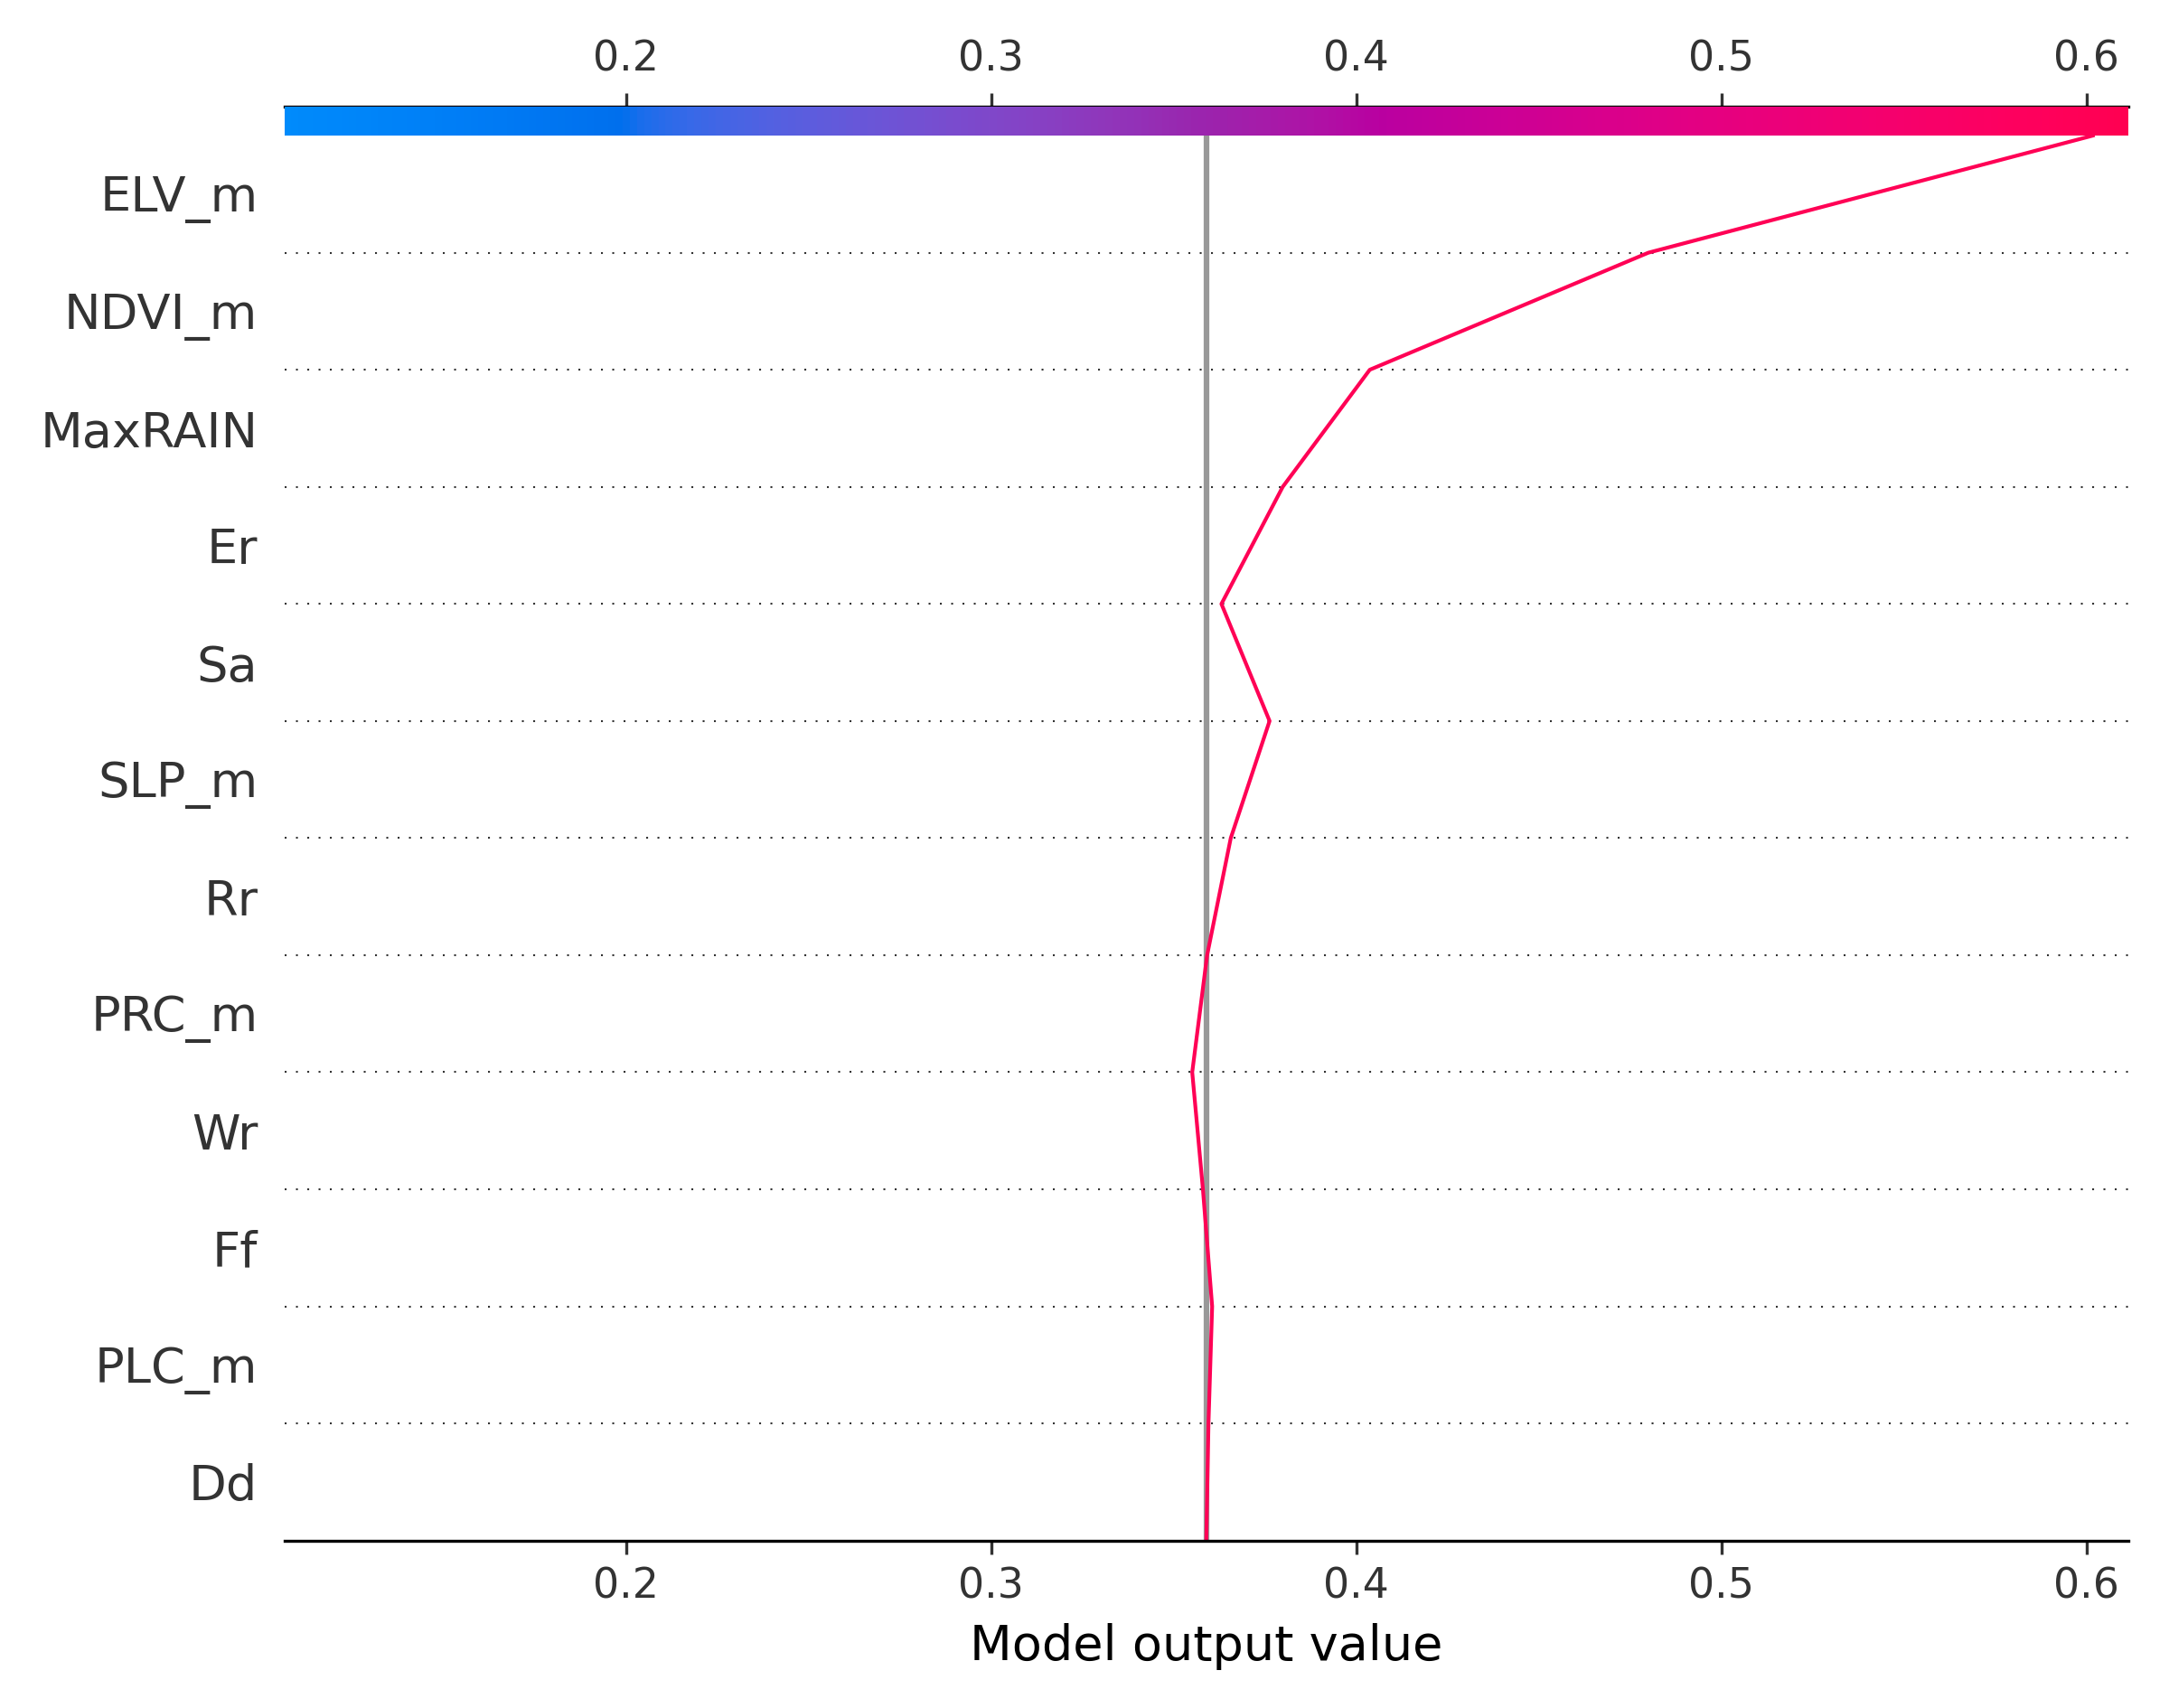 0.2 0.3 0.4 0.5 0.6
ELV_m
NDVI_m
MaxRAIN
Er
Sa
SLP_m
Rr
PRC_m
Wr
Ff
PLC_m
Dd
0.2 0.3 0.4 0.5 0.6
Model output value